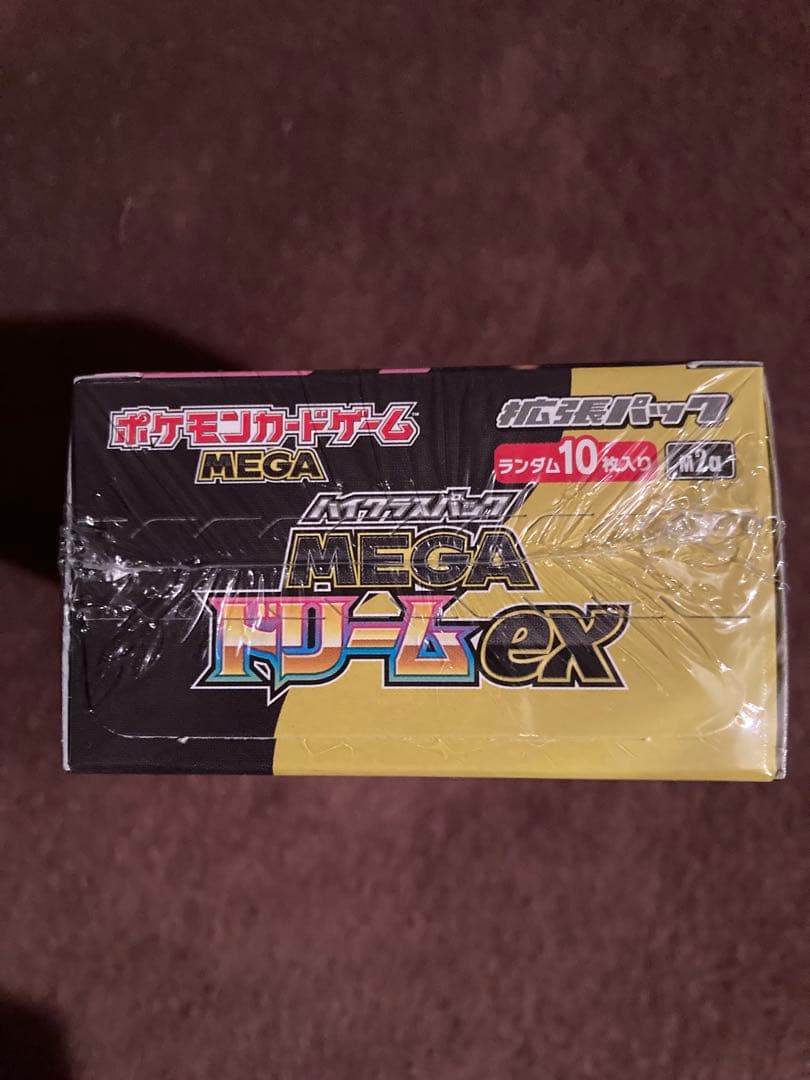 ポケモンカードゲーム
MEGA
拡張パック
ランダム10枚入り
m2a
ハイクラスパック
MEGA
ドリームex